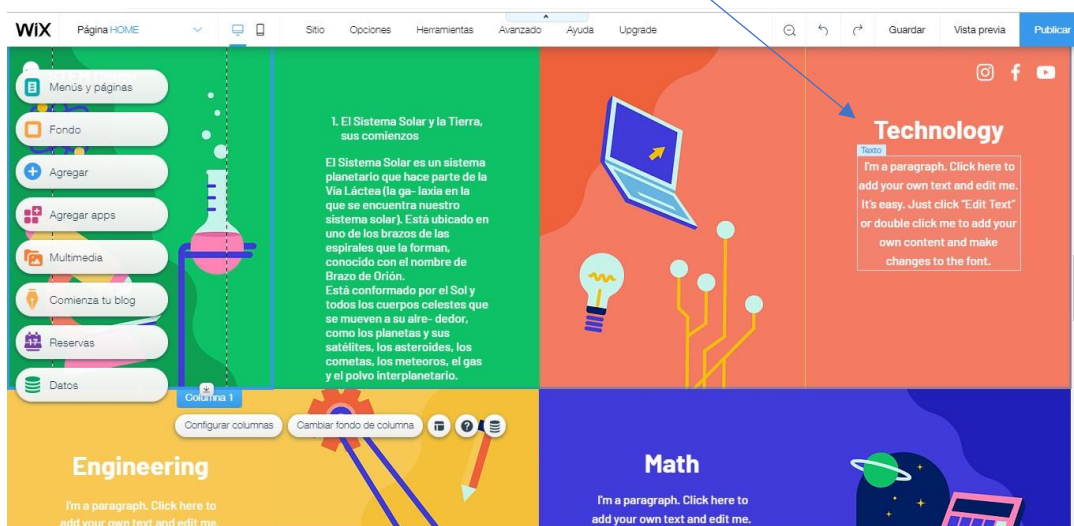 WiX
Página HOME
Sitio
Opciones
Herramientas
Avanzado
Ayuda
Upgrade
Guardar
Vista previa
Publicar
Menús y páginas
Fondo
Agregar
Agregar apps
Multimedia
Comienza tu blog
Reservas
17
Datos
1. El Sistema Solar y la Tierra,
sus comienzos
El Sistema Solar es un sistema
planetario que hace parte de la
Vía Láctea (la ga- laxia en la
que se encuentra nuestro
sistema solar). Está ubicado en
uno de los brazos de las
espirales que la forman,
conocido con el nombre de
Brazo de Orión.
Está conformado por el Sol y
todos los cuerpos celestes que
se mueven a su alre- dedor,
como los planetas y sus
satélites, los asteroides, los
cometas, los meteoros, el gas
y el polvo interplanetario.
Technology
Texto
I'm a paragraph. Click here to
add your own text and edit me.
It's easy. Just click "Edit Text"
or double click me to add your
own content and make
changes to the font.
Columna 1
Configurar columnas
Cambiar fondo de columna
Engineering
I'm a paragraph. Click here to
add your own text and edit me.
Math
I'm a paragraph. Click here to
add your own text and edit me.